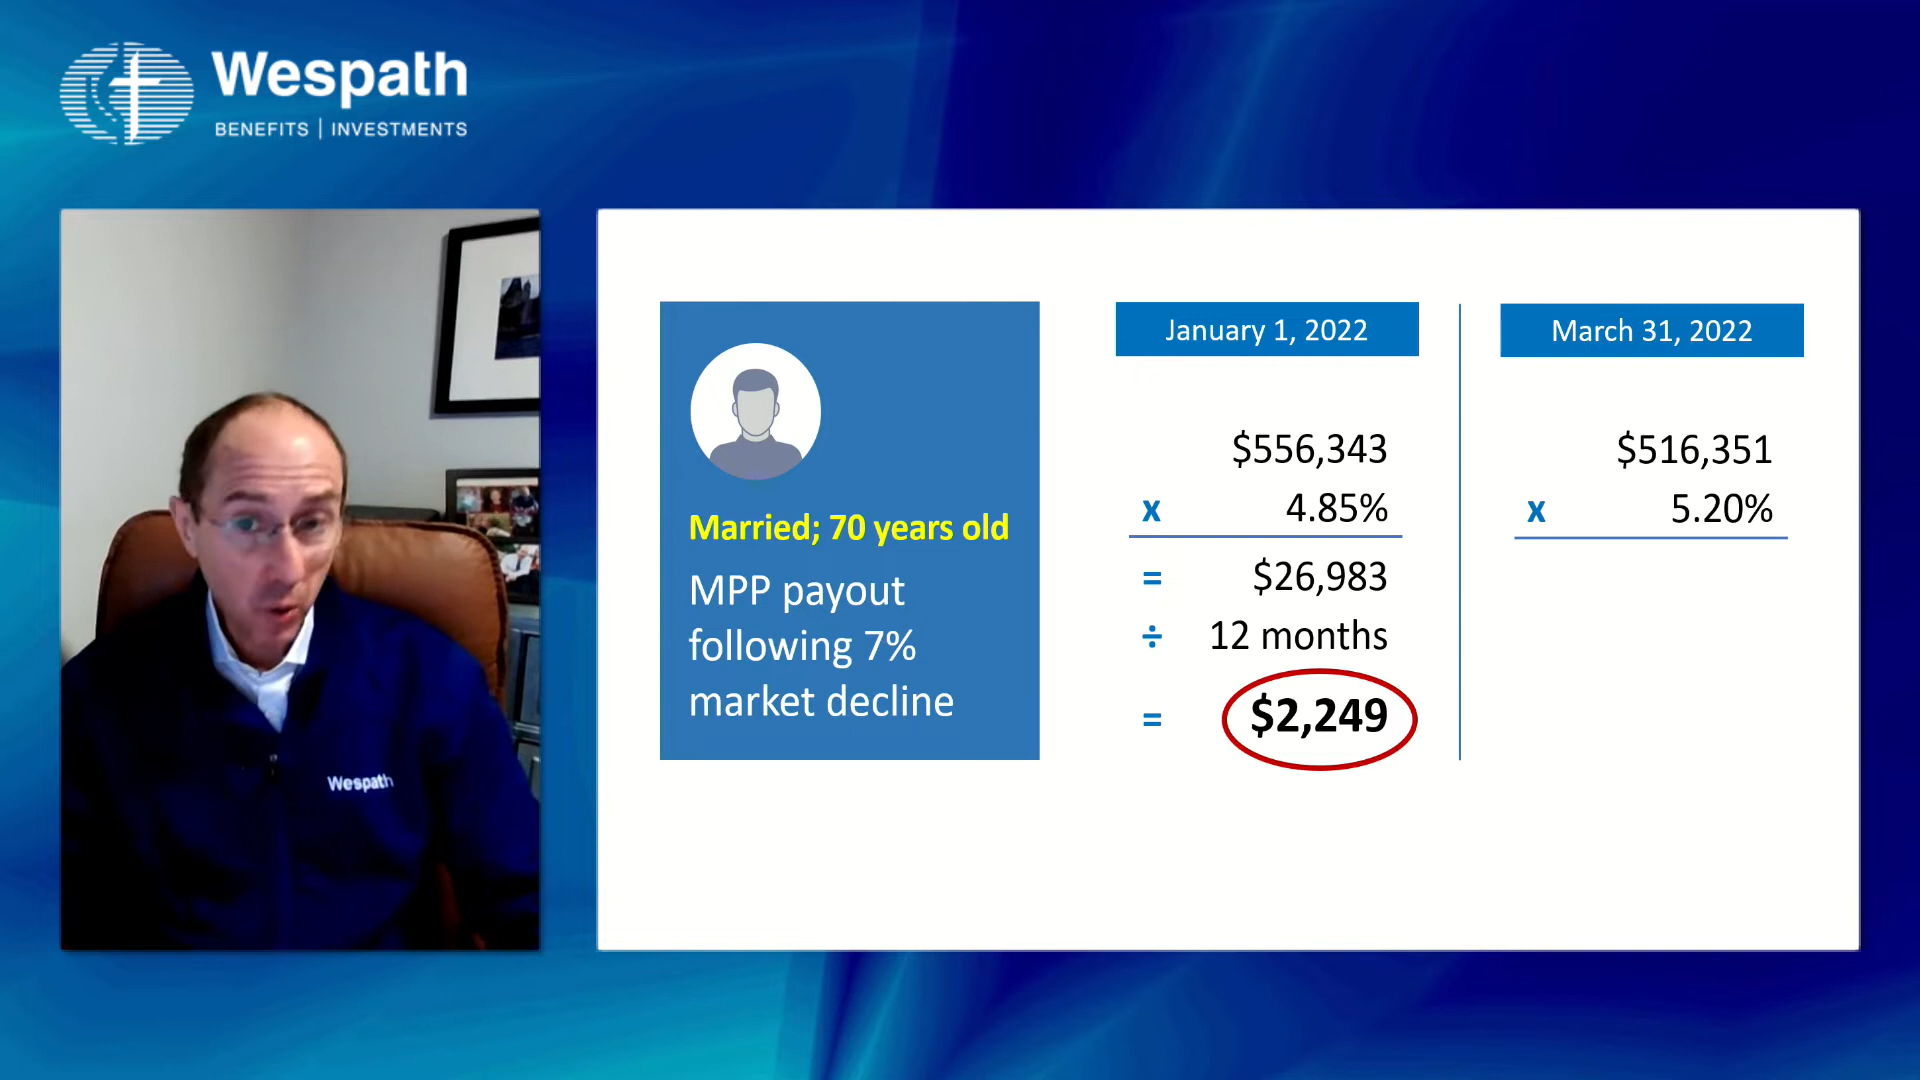 Wespath
BENEFITS | INVESTMENTS
Wespath
Married; 70 years old
MPP payout
following 7%
market decline
January 1, 2022
$556,343
x 4.85%
= $26,983
÷ 12 months
= $2,249
March 31, 2022
$516,351
x 5.20%